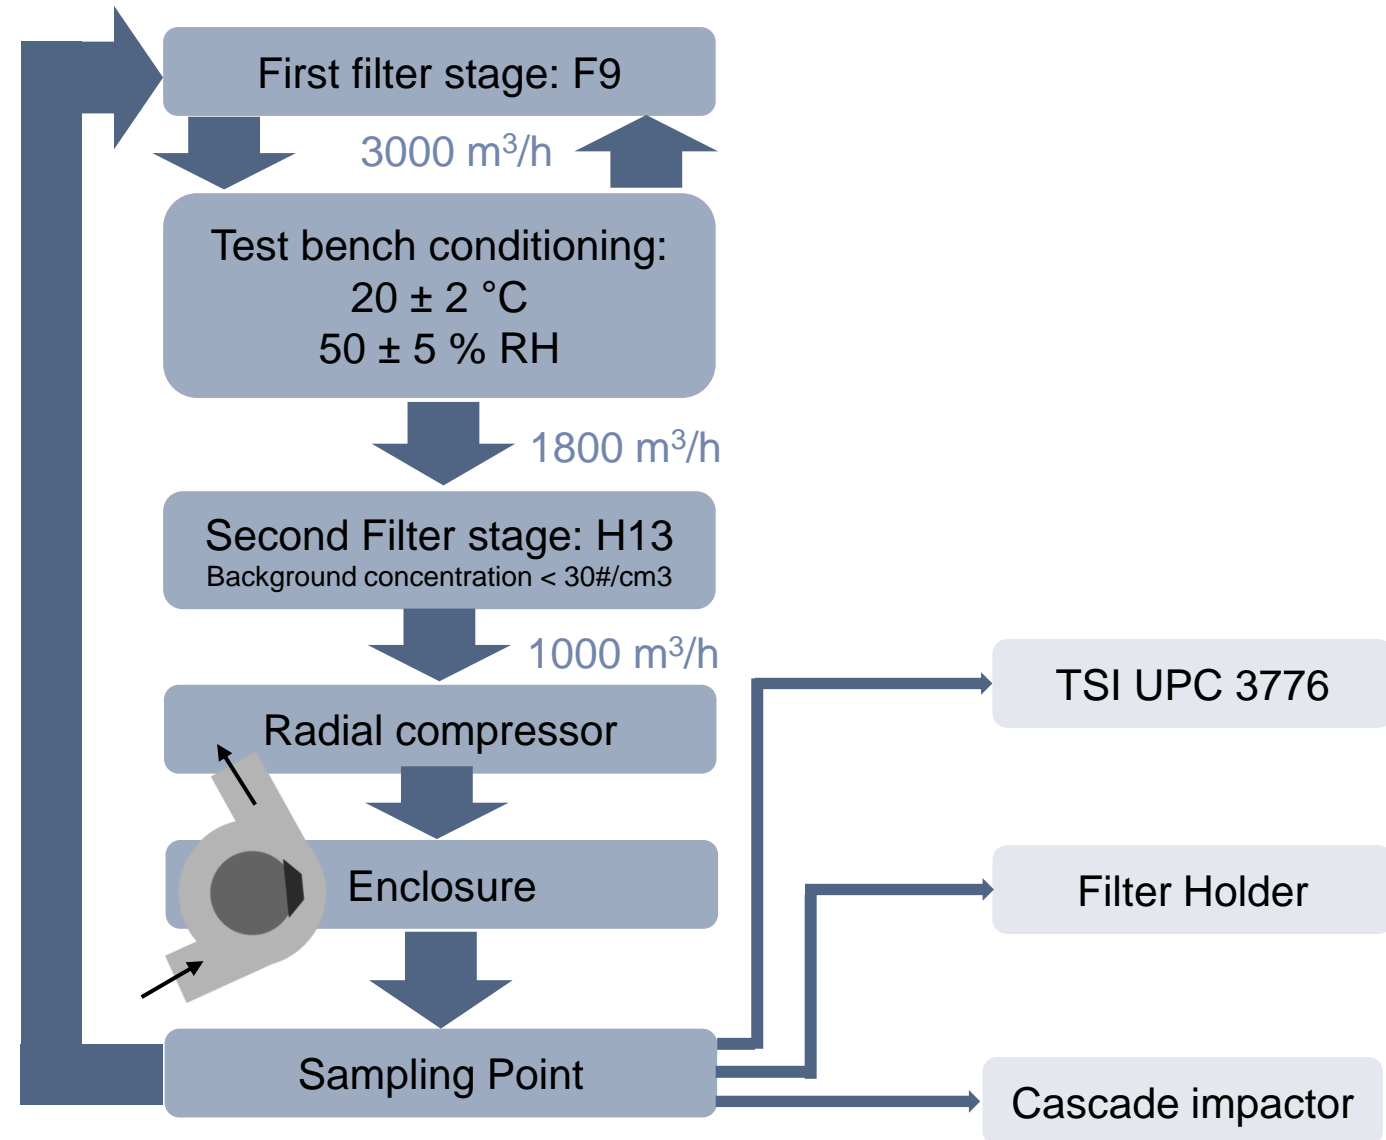 First filter stage: F9
3000 m³/h
Test bench conditioning:
20 ± 2 °C
50 ± 5 % RH
1800 m³/h
Second Filter stage: H13
Background concentration < 30#/cm3
1000 m³/h
Radial compressor
Enclosure
Sampling Point
TSI UPC 3776
Filter Holder
Cascade impactor